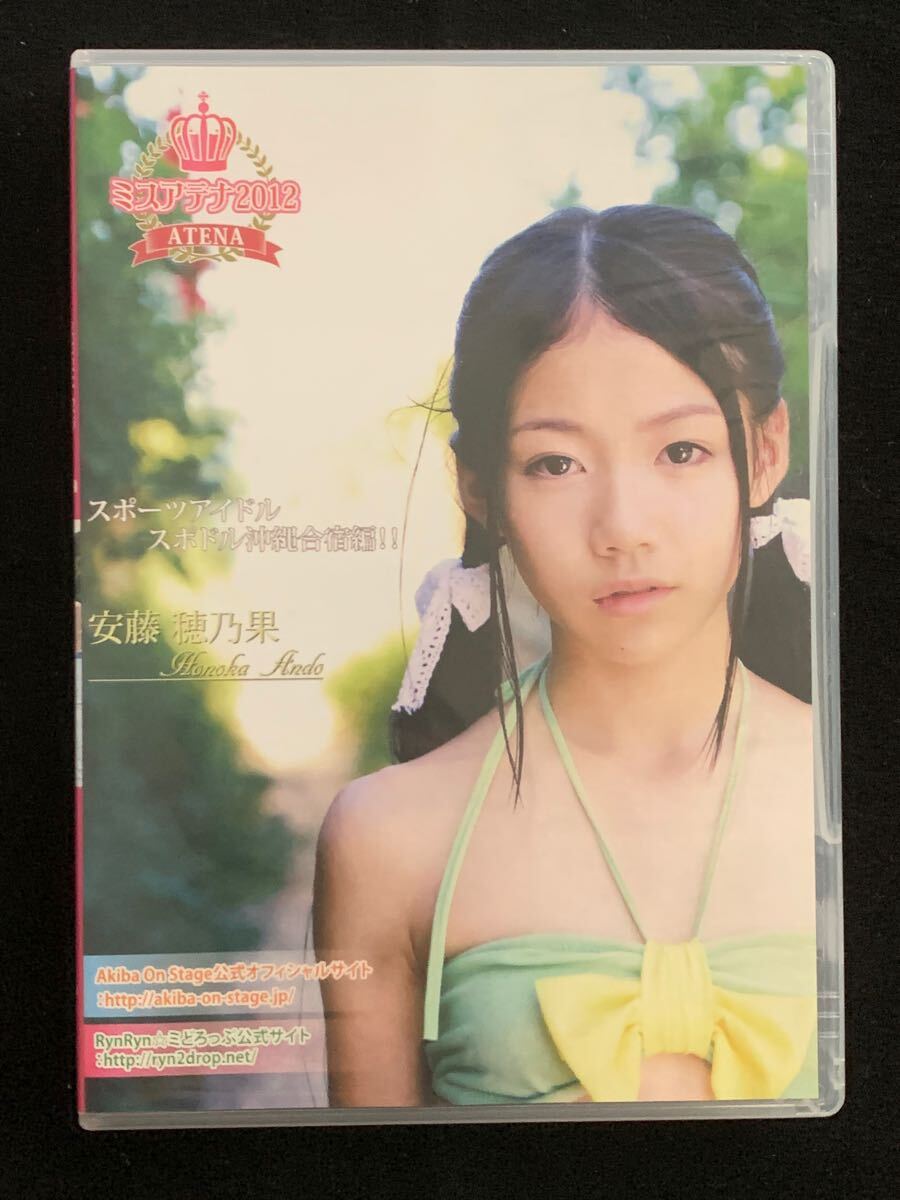 ミスアテナ2012
ATENA
スポーツアイドル
スポドル沖縄合宿編!!
安藤 穂乃果
Honoka Ando
Akiba On Stage公式オフィシャルサイト
:http://akiba-on-stage.jp/
RynRyn☆ミどろっぷ公式サイト
:http://ryn2drop.net/